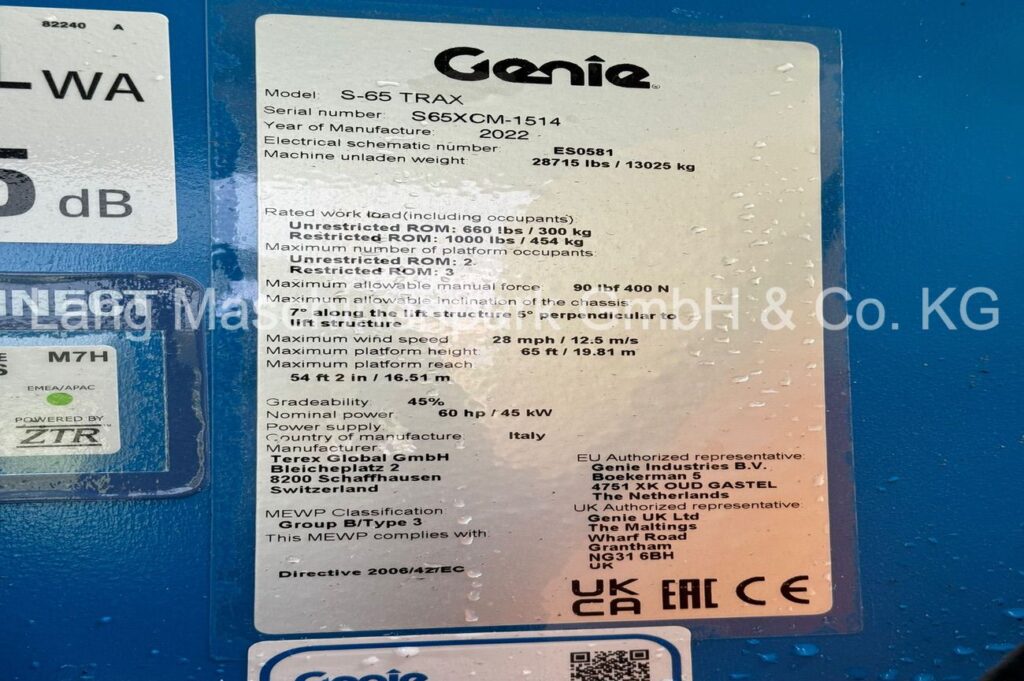 82240 A
WA
5 dB
NNECT
M7H
EMEA/APAC
POWERED BY
ZTR
Genie
Model: S-65 TRAX
Serial number: S65XCM-1514
Year of Manufacture: 2022
Electrical schematic number: ES0581
Machine unladen weight 28715 lbs / 13025 kg
Rated work load(including occupants)
Unrestricted ROM: 660 lbs / 300 kg
Restricted ROM: 1000 lbs / 454 kg
Maximum number of platform occupants:
Unrestricted ROM: 2
Restricted ROM: 3
Maximum allowable manual force: 90 lbf 400 N
Maximum allowable inclination of the chassis:
7° along the lift structure 5° perpendicular to
lift structure
Maximum wind speed 28 mph / 12.5 m/s
Maximum platform height: 65 ft / 19.81 m
Maximum platform reach
54 ft 2 in / 16.51 m
Gradeability: 45%
Nominal power 60 hp / 45 kW
Power supply:
Country of manufacture Italy
Manufacturer:
Terex Global GmbH
Bleicheplatz 2
8200 Schaffhausen
Switzerland
MEWP Classification
Group B/Type 3
This MEWP complies with:
Directive 2006/42/EC
EU Authorized representative:
Genie Industries B.V.
Boekerman 5
4751 XK OUD GASTEL
The Netherlands
UK Authorized representative:
Genie UK Ltd
The Maltings
Wharf Road
Grantham
NG31 6BH
UK
UK CA EAC CE
Genie
GmbH & Co. KG